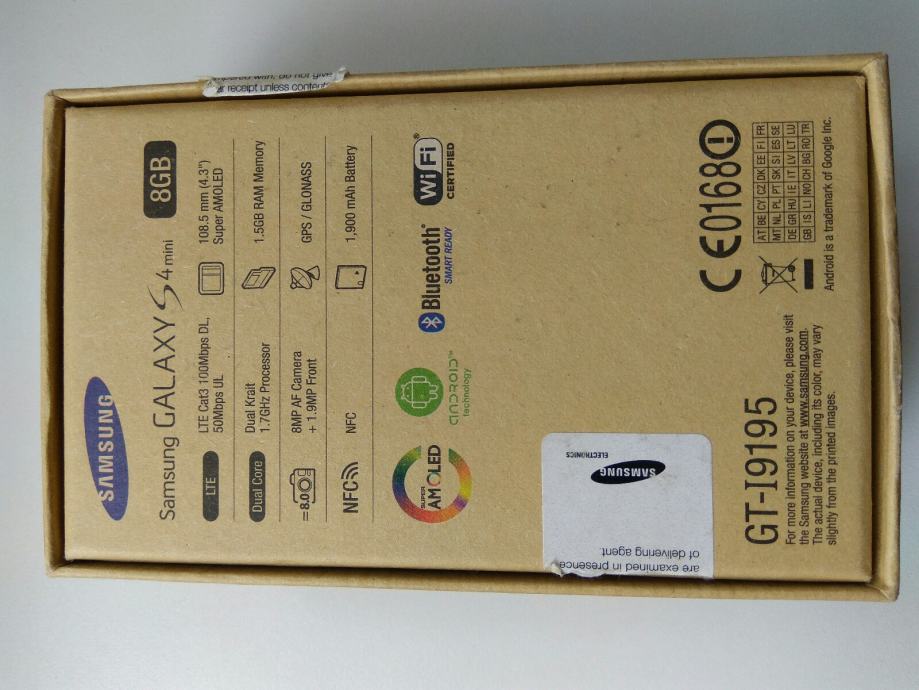 SAMSUNG
Samsung GALAXY S4 mini
8GB
LTE
LTE Cat3 100Mbps DL,
50Mbps UL
108.5 mm (4.3")
Super AMOLED
Dual Core
Dual Krait
1.7GHz Processor
1.5GB RAM Memory
=8.0
8MP AF Camera
+ 1.9MP Front
GPS / GLONASS
NFC
NFC
1,900 mAh Battery
SUPER
AMOLED
ANDROID™
technology
Bluetooth®
SMART READY
Wi Fi®
CERTIFIED
with, do not give
receipt unless
SAMSUNG
ELECTRONICS
are examined in presence
of delivering agent.
GT-I9195
For more information on your device, please visit
the Samsung website at www.samsung.com.
The actual device, including its color, may vary
slightly from the printed images.
CE0168
AT BE CY CZ DK EE FI FR
MT NL PL PT SK SI ES SE
DE GR HU IE IT LV LT LU
GB IS LI NO CH BG RO TR
Android is a trademark of Google Inc.